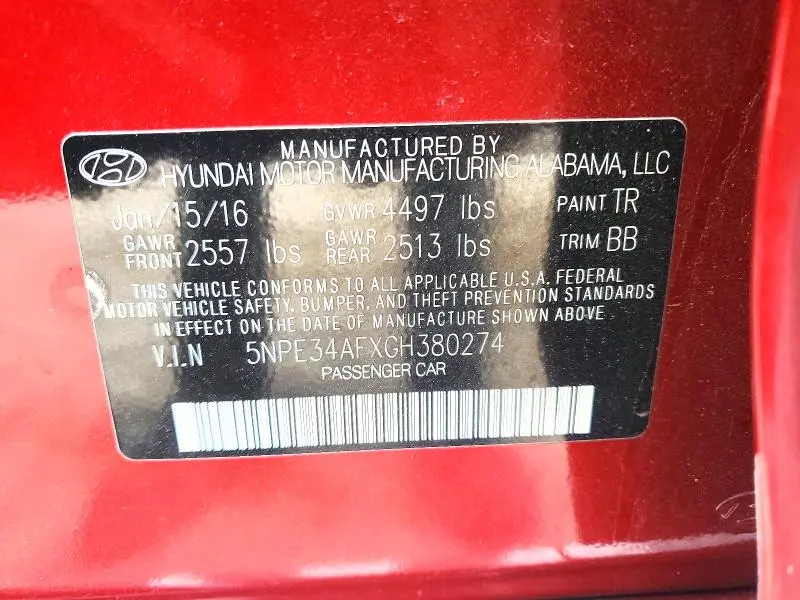 MANUFACTURED BY
HYUNDAI MOTOR MANUFACTURING ALABAMA, LLC
Jan/15/16 GVWR 4497 lbs PAINT TR
GAWR FRONT 2557 lbs GAWR REAR 2513 lbs TRIM BB
THIS VEHICLE CONFORMS TO ALL APPLICABLE U.S.A. FEDERAL
MOTOR VEHICLE SAFETY, BUMPER, AND THEFT PREVENTION STANDARDS
IN EFFECT ON THE DATE OF MANUFACTURE SHOWN ABOVE
V.I.N 5NPE34AFXGH380274
PASSENGER CAR